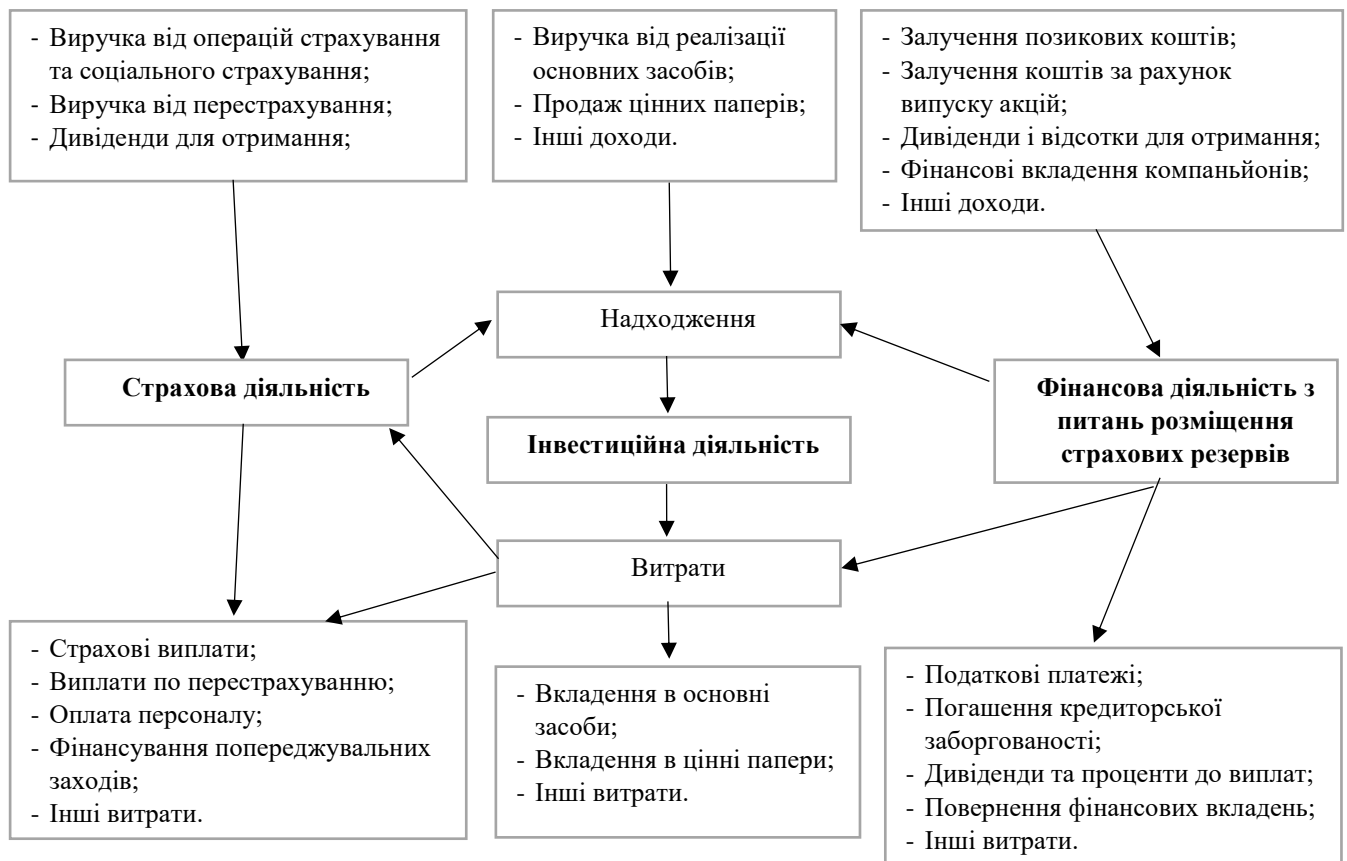 - Виручка від операцій страхування
та соціального страхування;
- Виручка від перестрахування;
- Дивіденди для отримання;
- Виручка від реалізації
основних засобів;
- Продаж цінних паперів;
- Інші доходи.
- Залучення позикових коштів;
- Залучення коштів за рахунок
випуску акцій;
- Дивіденди і відсотки для отримання;
- Фінансові вкладення компаньйонів;
- Інші доходи.
Надходження
Страхова діяльність
Інвестиційна діяльність
Фінансова діяльність з
питань розміщення
страхових резервів
Витрати
- Страхові виплати;
- Виплати по перестрахуванню;
- Оплата персоналу;
- Фінансування попереджувальних
заходів;
- Інші витрати.
- Вкладення в основні
засоби;
- Вкладення в цінні папери;
- Інші витрати.
- Податкові платежі;
- Погашення кредиторської
заборгованості;
- Дивіденди та проценти до виплат;
- Повернення фінансових вкладень;
- Інші витрати.